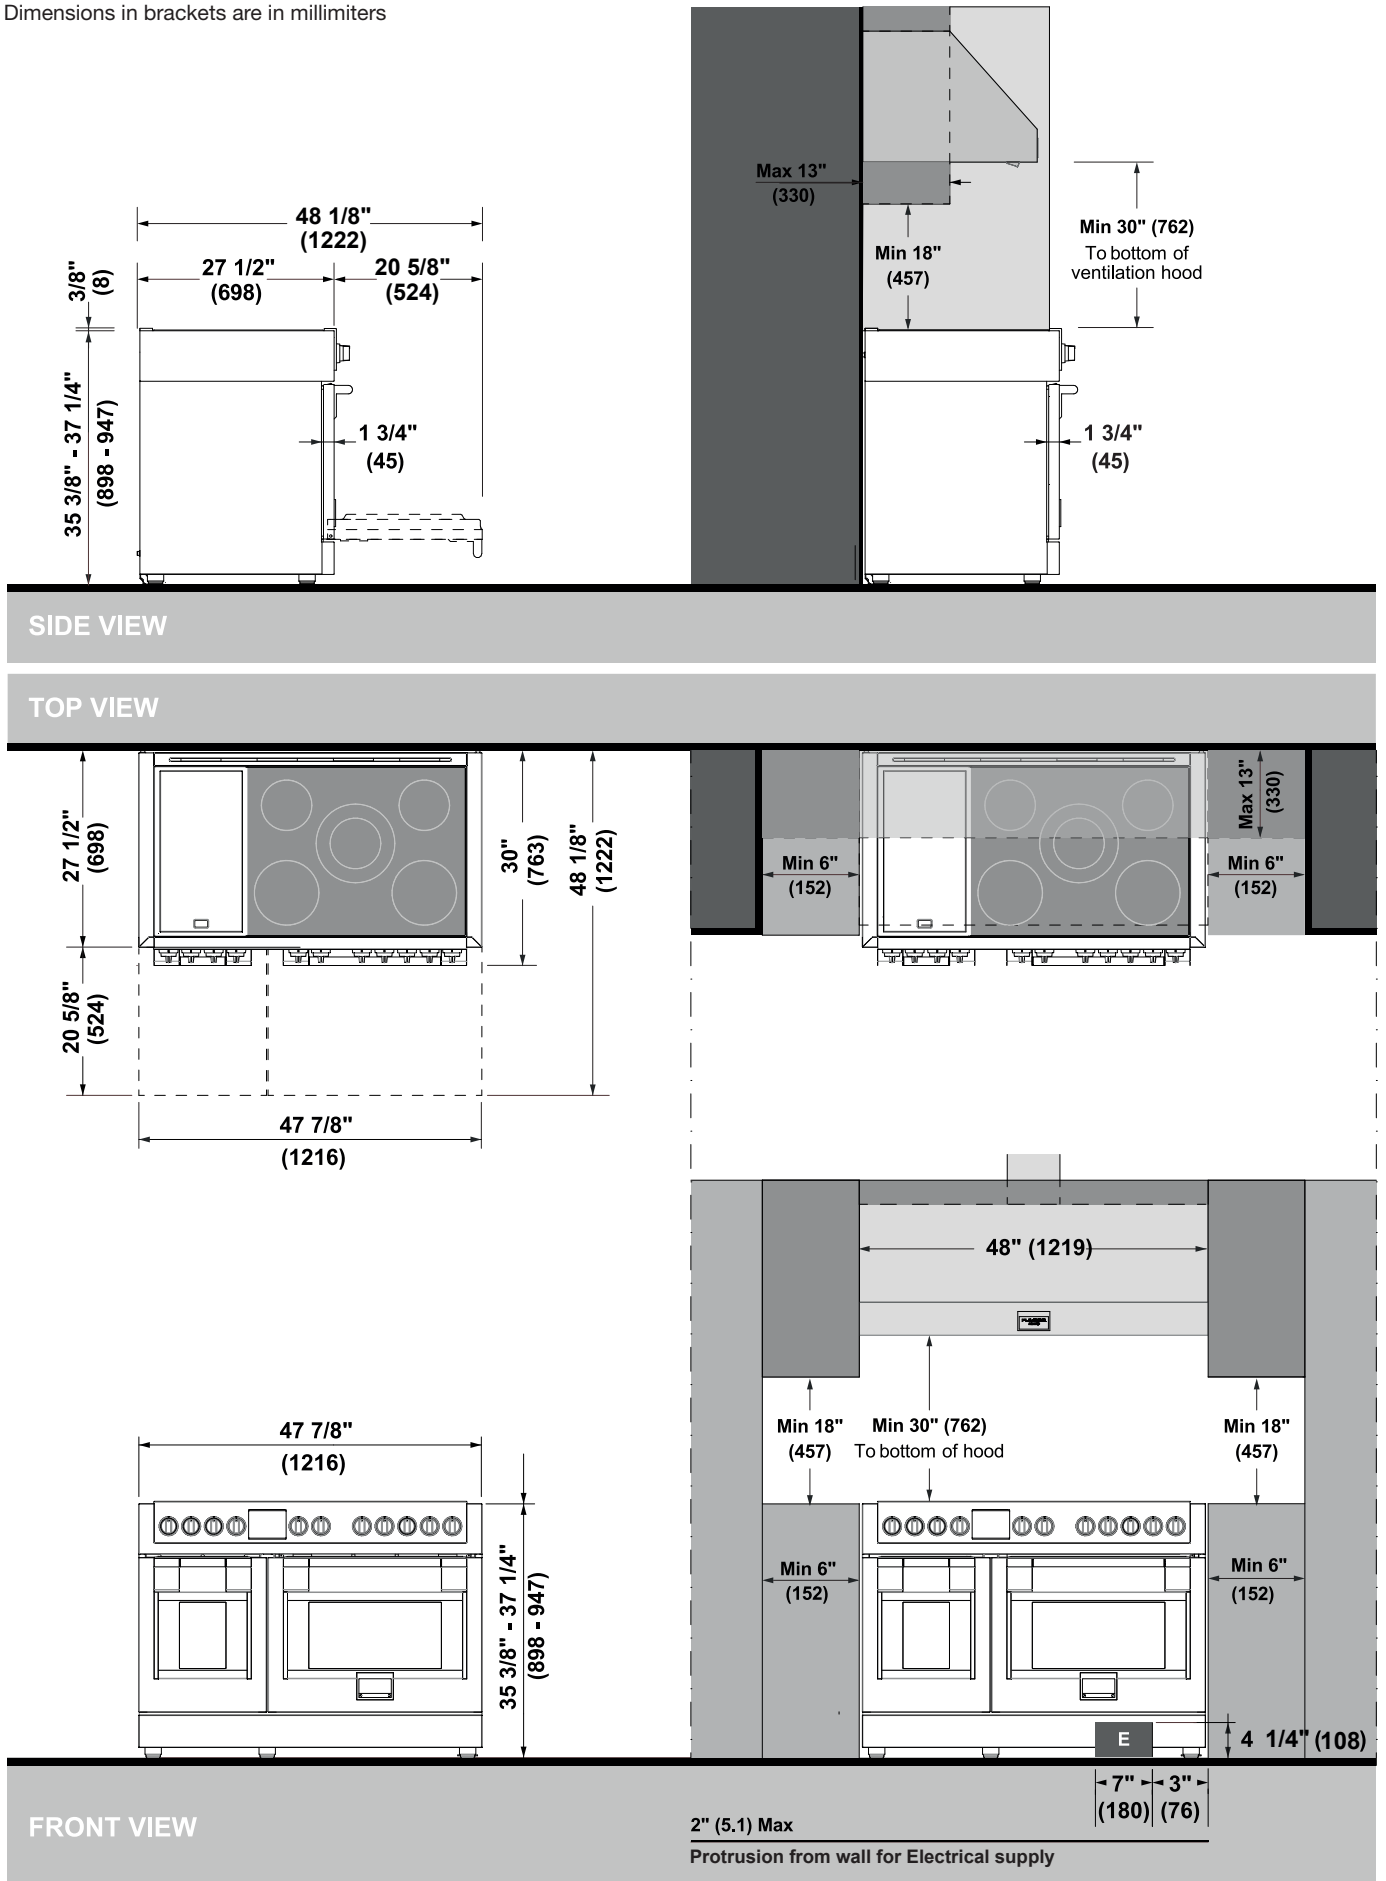 Dimensions in brackets are in millimiters
48 1/8"
(1222)
27 1/2"
(698)
20 5/8"
(524)
3/8"
(8)
35 3/8" - 37 1/4"
(898 - 947)
1 3/4"
(45)
Max 13"
(330)
Min 18"
(457)
Min 30" (762)
To bottom of
ventilation hood
1 3/4"
(45)
SIDE VIEW
TOP VIEW
27 1/2"
(698)
20 5/8"
(524)
30"
(763)
48 1/8"
(1222)
47 7/8"
(1216)
Min 6"
(152)
Max 13"
(330)
Min 6"
(152)
48" (1219)
Min 18"
(457)
Min 30" (762)
To bottom of hood
Min 18"
(457)
47 7/8"
(1216)
35 3/8" - 37 1/4"
(898 - 947)
Min 6"
(152)
Min 6"
(152)
E
4 1/4" (108)
7"
(180)
3"
(76)
FRONT VIEW
2" (5.1) Max
Protrusion from wall for Electrical supply